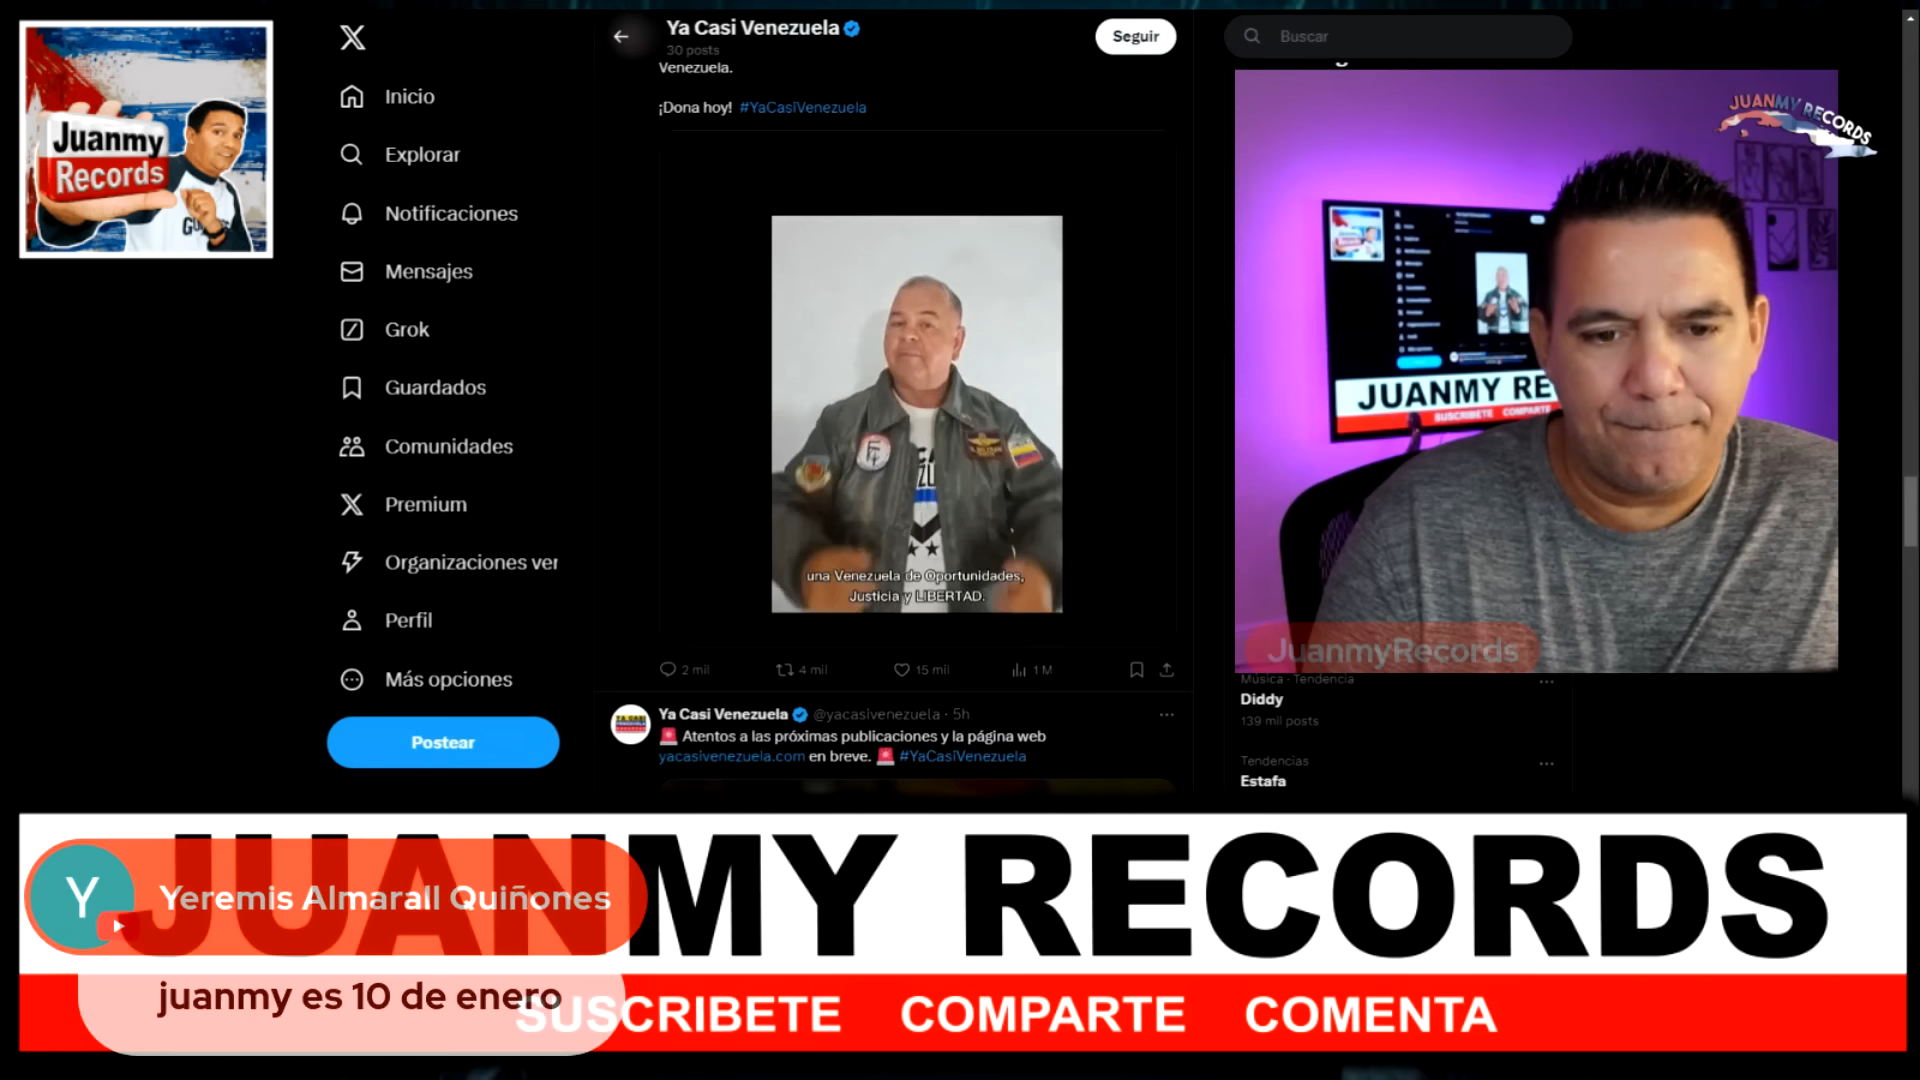 Juanmy
Records
Inicio
Explorar
Notificaciones
Mensajes
Grok
Guardados
Comunidades
Premium
Organizaciones ver
Perfil
Más opciones
Postear
Ya Casi Venezuela
30 posts
Seguir
Venezuela.
¡Dona hoy! #YaCasiVenezuela
una Venezuela de Oportunidades,
Justicia y LIBERTAD.
2 mil 4 mil 15 mil 1 M
Ya Casi Venezuela @yacasivenezuela · 5h
Atentos a las próximas publicaciones y la página web
yacasivenezuela.com en breve. #YaCasiVenezuela
Buscar
JUANMY RECORDS
JUANMY RE
SUSCRIBETE COMPARTE
JuanmyRecords
Música · Tendencia
Diddy
139 mil posts
Tendencias
Estafa
JUANMY RECORDS
Y
Yeremis Almarall Quiñones
juanmy es 10 de enero
SUSCRIBETE COMPARTE COMENTA